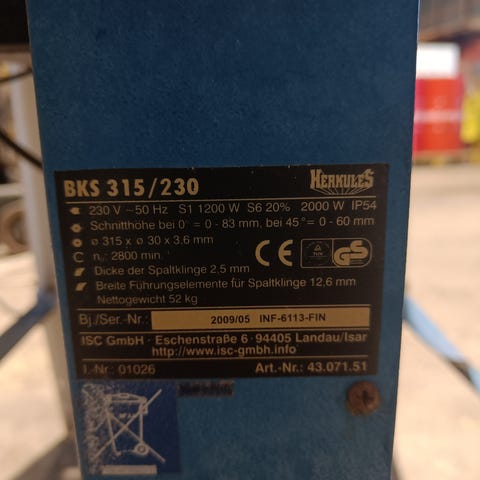 BKS 315/230 HERKULES
230 V ~50 Hz S1 1200 W S6 20% 2000 W IP54
Schnitthöhe bei 0° = 0 - 83 mm, bei 45°= 0 - 60 mm
ø 315 x ø 30 x 3.6 mm
n₀: 2800 min⁻
Dicke der Spaltklinge 2,5 mm
Breite Führungselemente für Spaltklinge 12,6 mm
Nettogewicht 52 kg
CE TÜV GS
Bj./Ser.-Nr.: 2009/05 INF-6113-FIN
ISC GmbH · Eschenstraße 6 · 94405 Landau/Isar
http://www.isc-gmbh.info
I.-Nr.: 01026 Art.-Nr.: 43.071.51